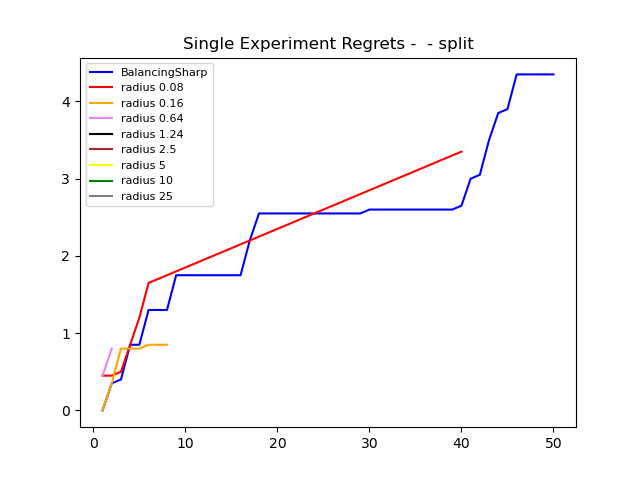 Single Experiment Regrets -  - split
BalancingSharp
radius 0.08
radius 0.16
radius 0.64
radius 1.24
radius 2.5
radius 5
radius 10
radius 25
4
3
2
1
0
0 10 20 30 40 50